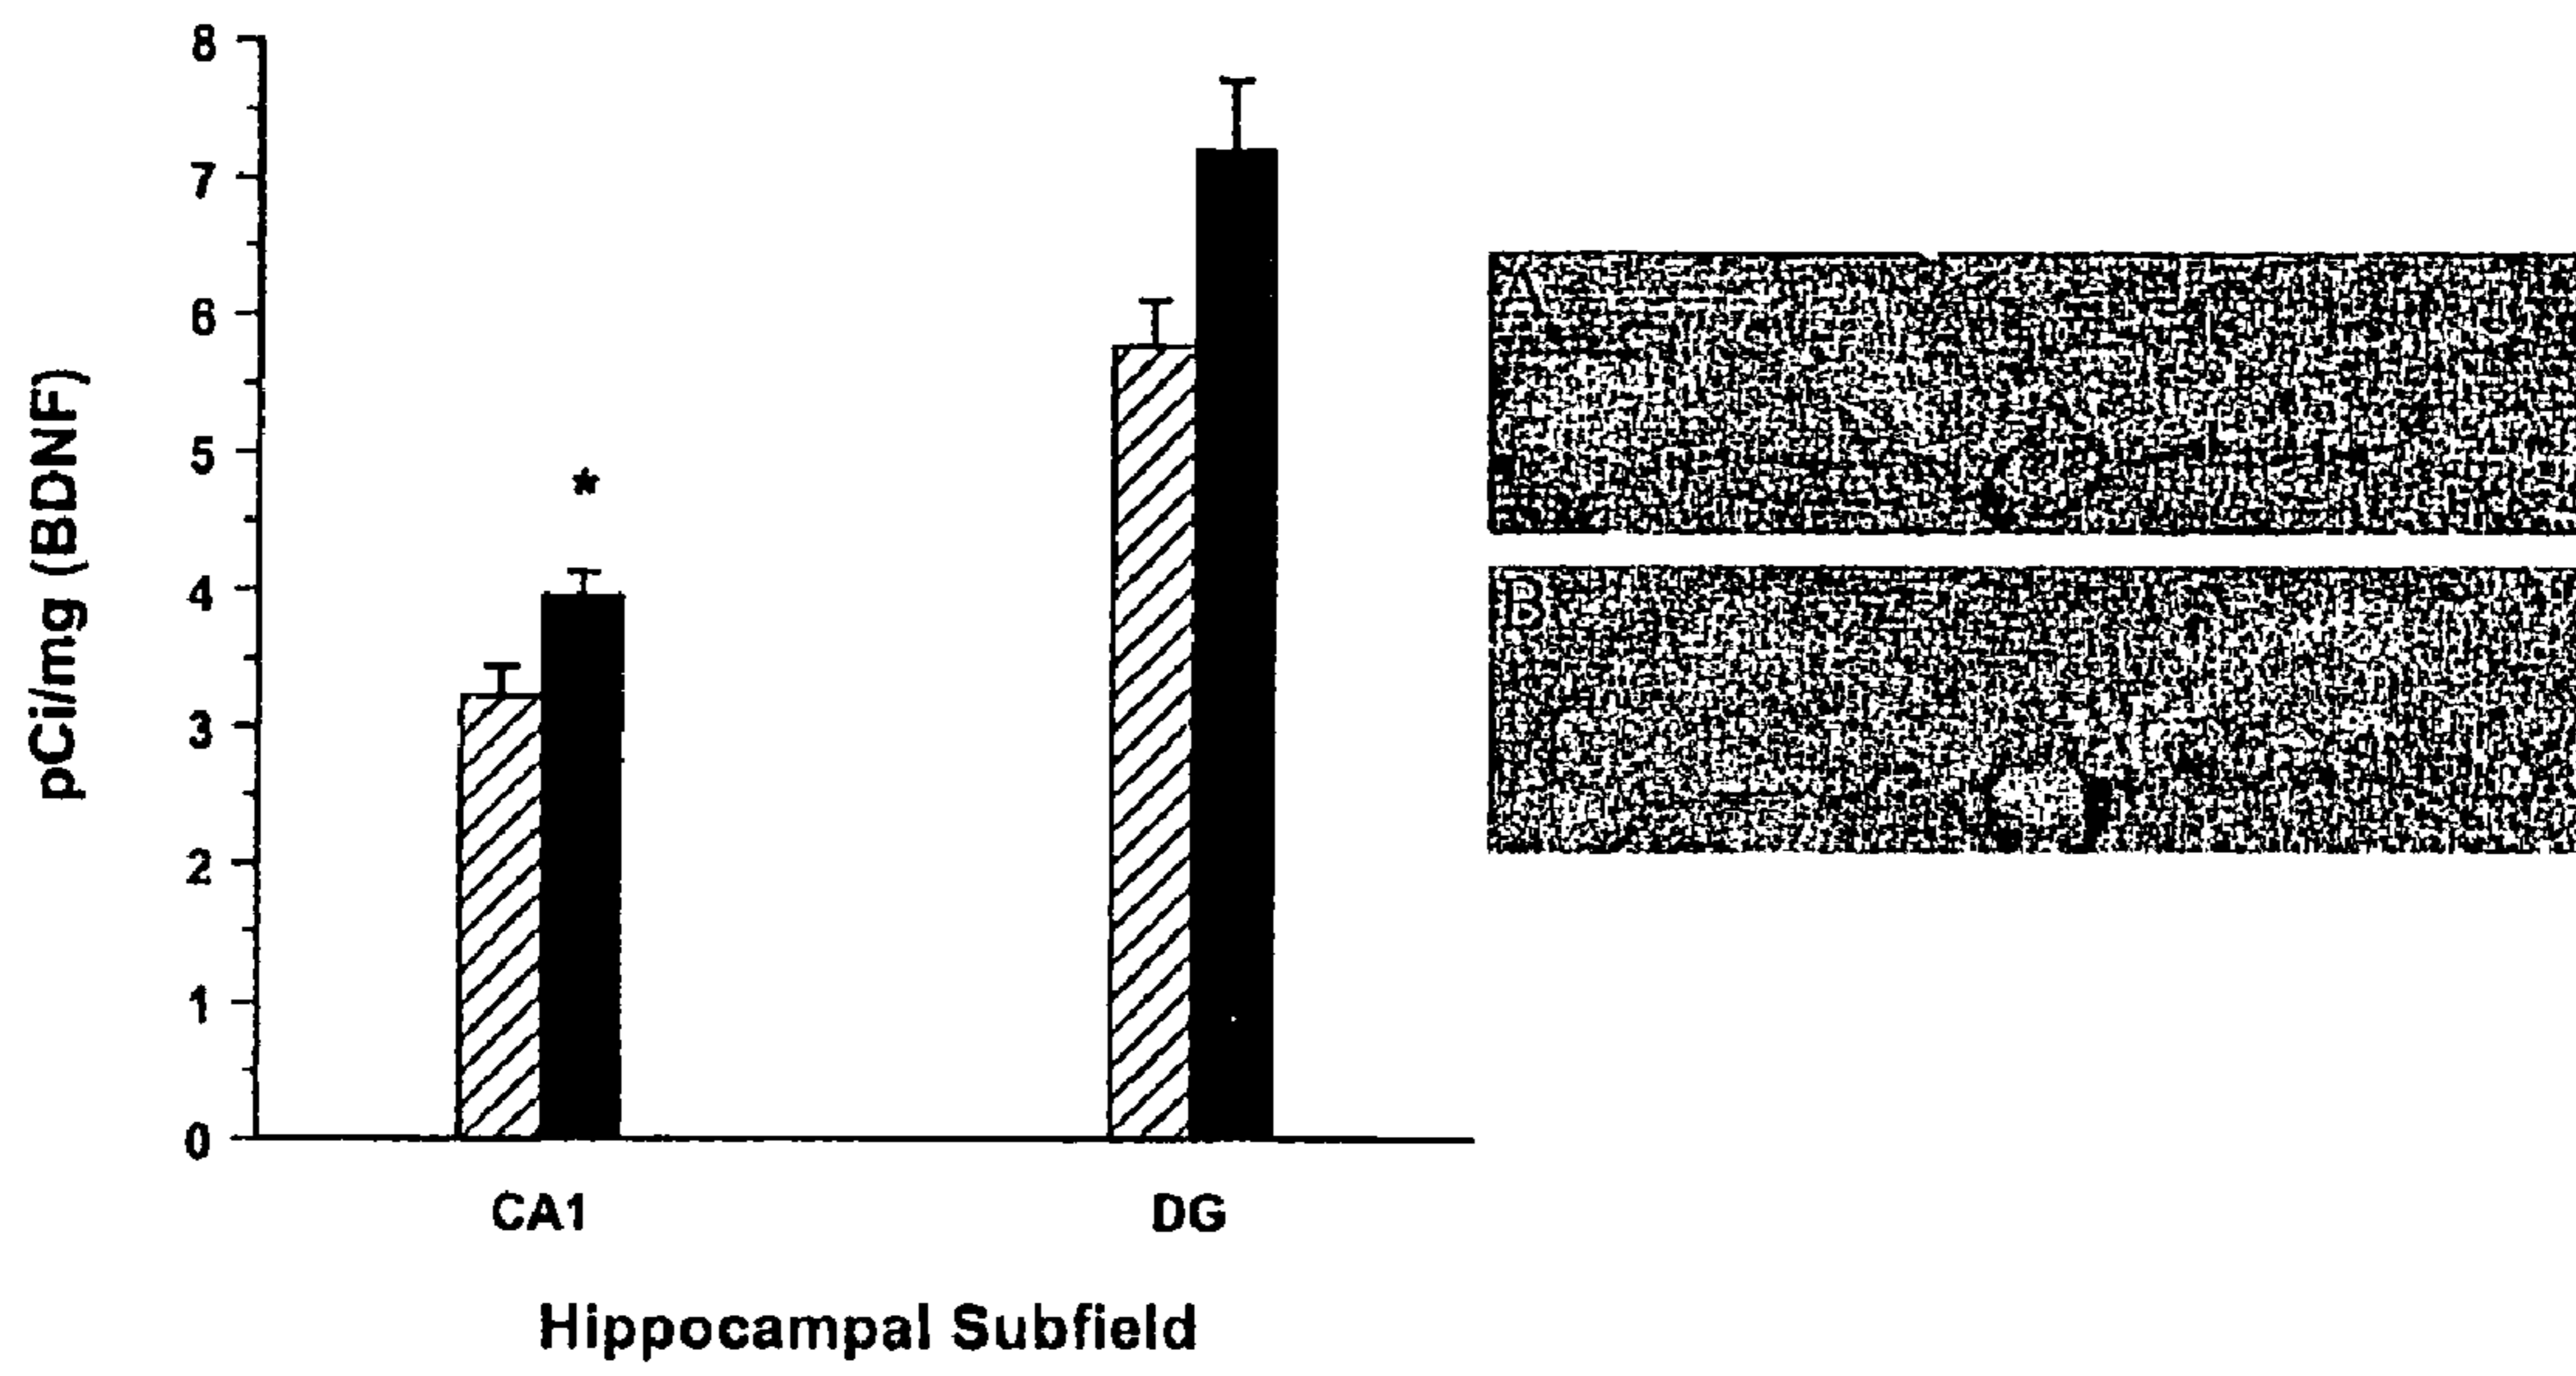 8
7
6
5
4
3
2
1
0
pCi/mg (BDNF)
*
CA1
DG
Hippocampal Subfield
A
B